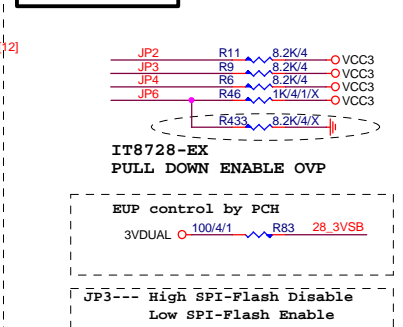 12]
JP2 R11 8.2K/4 VCC3
JP3 R9 8.2K/4 VCC3
JP4 R6 8.2K/4 VCC3
JP6 R46 1K/4/1/X VCC3
R433 8.2K/4/X
IT8728-EX
PULL DOWN ENABLE OVP
EUP control by PCH
3VDUAL 100/4/1 R83 28_3VSB
JP3--- High SPI-Flash Disable
Low SPI-Flash Enable